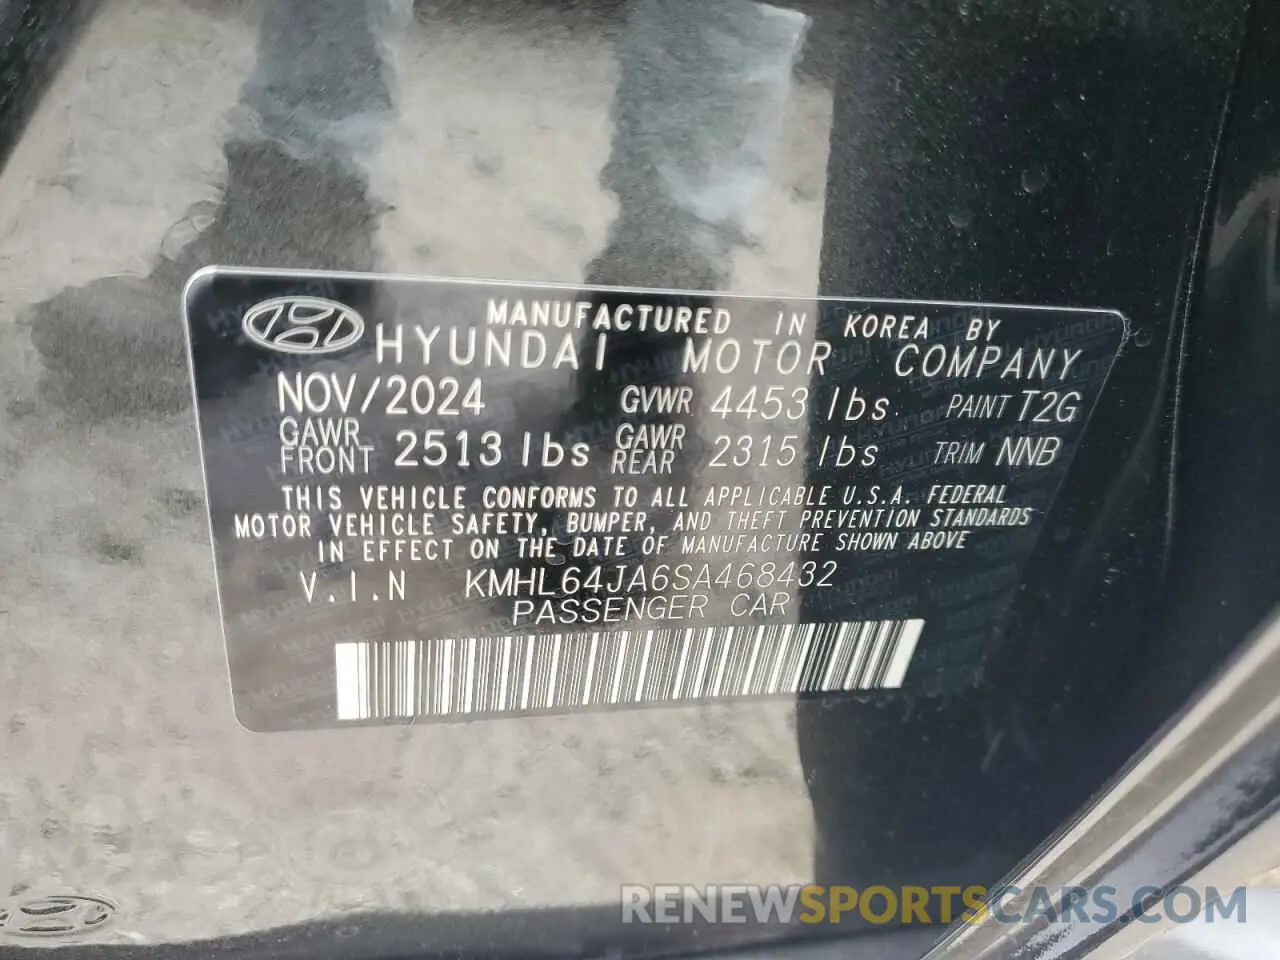 MANUFACTURED IN KOREA BY
HYUNDAI MOTOR COMPANY
NOV/2024 GVWR 4453 lbs PAINT T2G
GAWR FRONT 2513 lbs GAWR REAR 2315 lbs TRIM NNB
THIS VEHICLE CONFORMS TO ALL APPLICABLE U.S.A. FEDERAL
MOTOR VEHICLE SAFETY, BUMPER, AND THEFT PREVENTION STANDARDS
IN EFFECT ON THE DATE OF MANUFACTURE SHOWN ABOVE
V.I.N KMHL64JA6SA468432
PASSENGER CAR
RENEWSPORTSCARS.COM